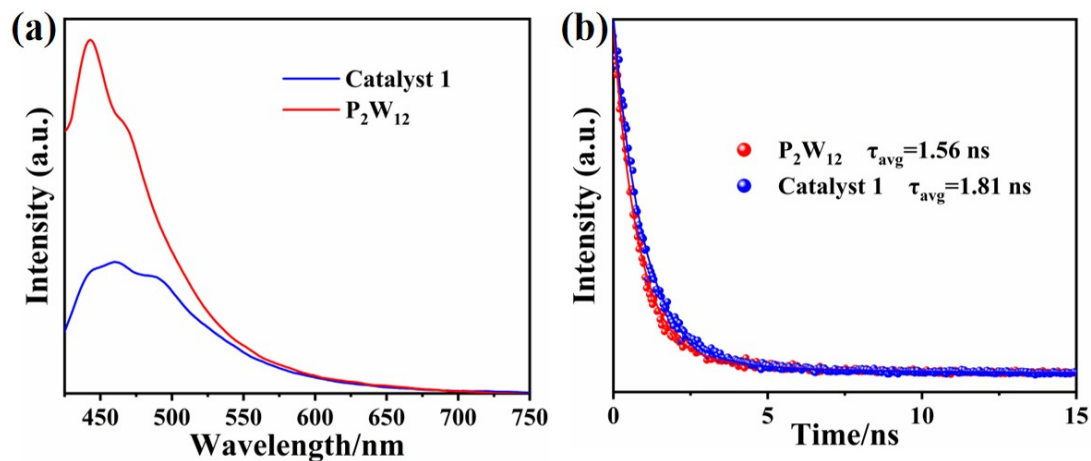 (a)
Intensity (a.u.)
Catalyst 1
P₂W₁₂
450 500 550 600 650 700 750
Wavelength/nm
(b)
Intensity (a.u.)
P₂W₁₂ τavg=1.56 ns
Catalyst 1 τavg=1.81 ns
0 5 10 15
Time/ns